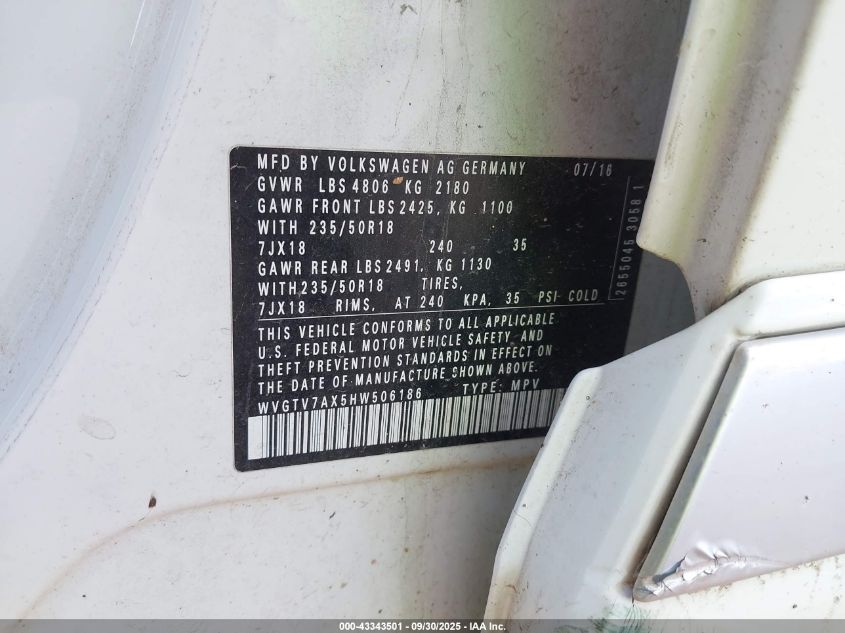 MFD BY VOLKSWAGEN AG GERMANY 07/16
GVWR LBS 4806 KG 2180
GAWR FRONT LBS 2425, KG 1100
WITH 235/50R18
7JX18 240 35
GAWR REAR LBS 2491, KG 1130
WITH 235/50R18 TIRES,
7JX18 RIMS, AT 240 KPA, 35 PSI COLD
THIS VEHICLE CONFORMS TO ALL APPLICABLE
U.S. FEDERAL MOTOR VEHICLE SAFETY AND
THEFT PREVENTION STANDARDS IN EFFECT ON
THE DATE OF MANUFACTURE SHOWN ABOVE.
WVGTV7AX5HW506186 TYPE: MPV
2655045 3058 1
000-43343501 - 09/30/2025 - IAA Inc.